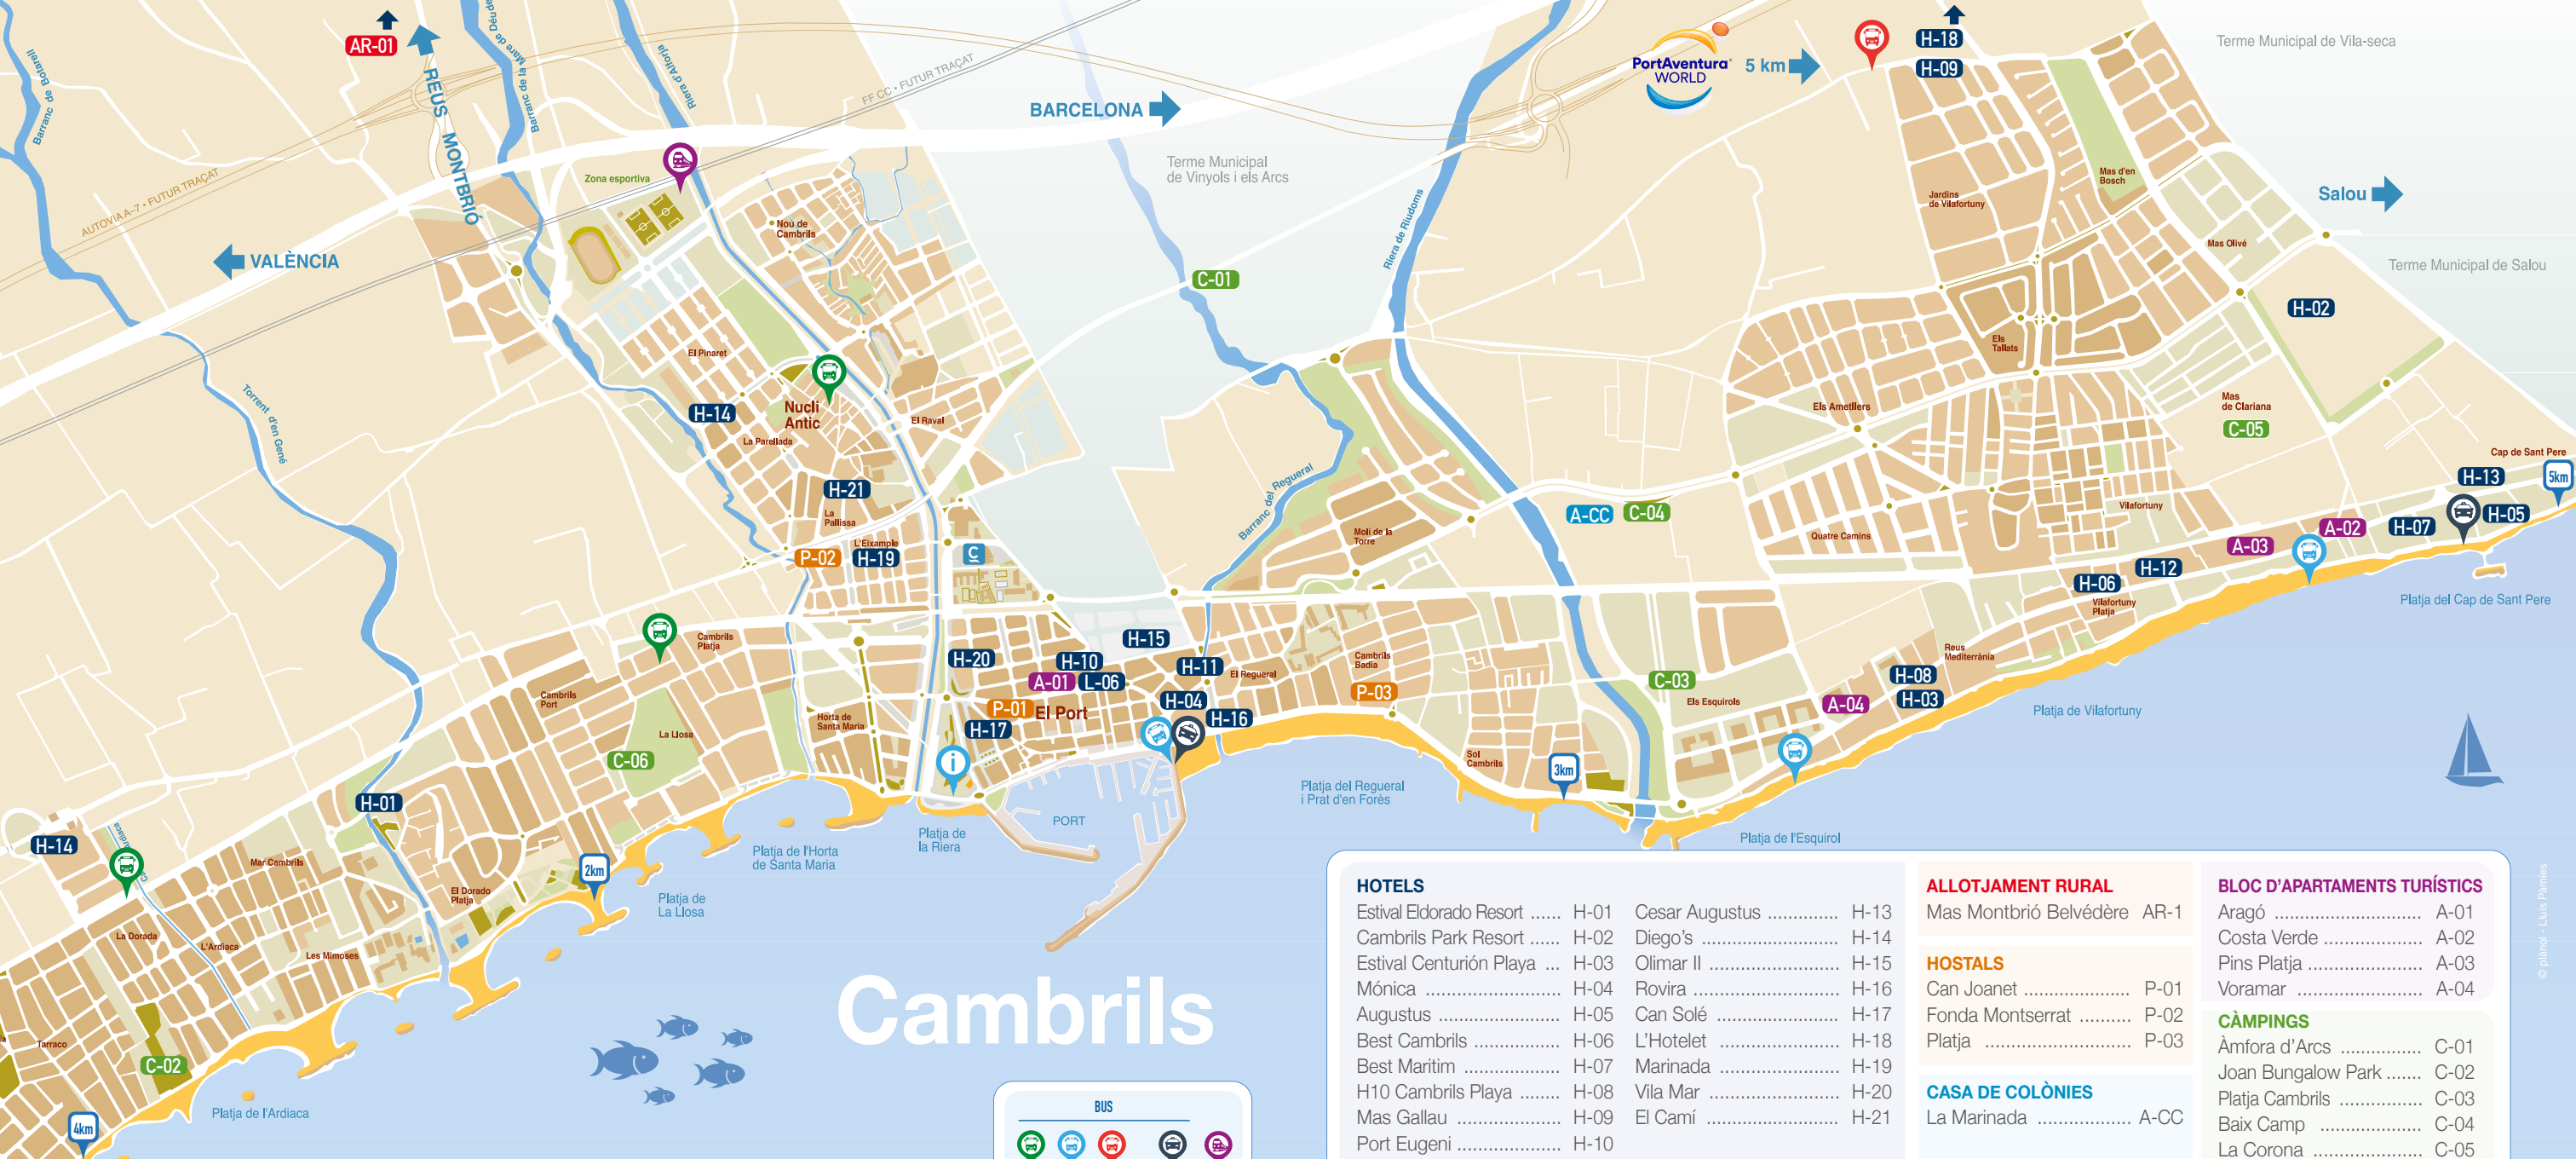 AR-01
REUS MONTBRIÓ
Barranc de Botarell
Barranc de la Mare de Déu de
Riera d'Alforja
FF CC • FUTUR TRAÇAT
AUTOVIA A-7 • FUTUR TRAÇAT
BARCELONA
Terme Municipal
de Vinyols i els Arcs
Riera de Riudoms
PortAventura
WORLD
5 km
H-18
H-09
Terme Municipal de Vila-seca
Salou
Terme Municipal de Salou
VALÈNCIA
Zona esportiva
Nou de
Cambrils
C-01
Jardins
de Vilafortuny
Mas d'en
Bosch
Mas Olivé
H-02
El Pinaret
Torrent d'en Gené
H-14
Nucli
Antic
La Parellada
El Raval
Els
Tallats
Els Ametllers
Mas
de Clariana
C-05
Cap de Sant Pere
H-13
5km
H-21
La
Pallissa
L'Eixample
P-02
H-19
C
Barranc del Regueral
Molí de la
Torre
A-CC
C-04
Quatre Camins
Vilafortuny
A-03
A-02
H-07
H-05
H-12
H-06
Vilafortuny
Platja
Platja del Cap de Sant Pere
Cambrils
Platja
H-15
H-20
H-10
H-11
A-01
L-06
El Regueral
Cambrils
Badia
P-03
H-04
H-16
P-01
El Port
H-17
i
C-03
Els Esquirols
Reus
Mediterrània
H-08
H-03
A-04
Platja de Vilafortuny
Cambrils
Port
La Llosa
C-06
Horta de
Santa Maria
Sol
Cambrils
3km
Platja del Regueral
i Prat d'en Forès
PORT
Platja de
la Riera
Platja de l'Horta
de Santa Maria
Platja de l'Esquirol
H-01
H-14
Mar Cambrils
El Dorado
Platja
2km
Platja de
La Llosa
La Dorada
L'Ardiaca
Les Mimoses
Tarraco
C-02
4km
Platja de l'Ardiaca
Cambrils
BUS
HOTELS
Estival Eldorado Resort ...... H-01
Cambrils Park Resort ...... H-02
Estival Centurión Playa ... H-03
Mónica ........................ H-04
Augustus ..................... H-05
Best Cambrils ............... H-06
Best Maritim ................. H-07
H10 Cambrils Playa ........ H-08
Mas Gallau .................. H-09
Port Eugeni .................. H-10
Cesar Augustus ............. H-13
Diego's ........................ H-14
Olimar II ....................... H-15
Rovira .......................... H-16
Can Solé ...................... H-17
L'Hotelet ...................... H-18
Marinada ...................... H-19
Vila Mar ........................ H-20
El Camí ........................ H-21
ALLOTJAMENT RURAL
Mas Montbrió Belvédère AR-1
HOSTALS
Can Joanet ................... P-01
Fonda Montserrat .......... P-02
Platja ........................... P-03
CASA DE COLÒNIES
La Marinada ................. A-CC
BLOC D'APARTAMENTS TURÍSTICS
Aragó .......................... A-01
Costa Verde .................. A-02
Pins Platja .................... A-03
Voramar ....................... A-04
CÀMPINGS
Àmfora d'Arcs ............... C-01
Joan Bungalow Park ....... C-02
Platja Cambrils .............. C-03
Baix Camp ................... C-04
La Corona .................... C-05
© plànol - Lluís Pàmies